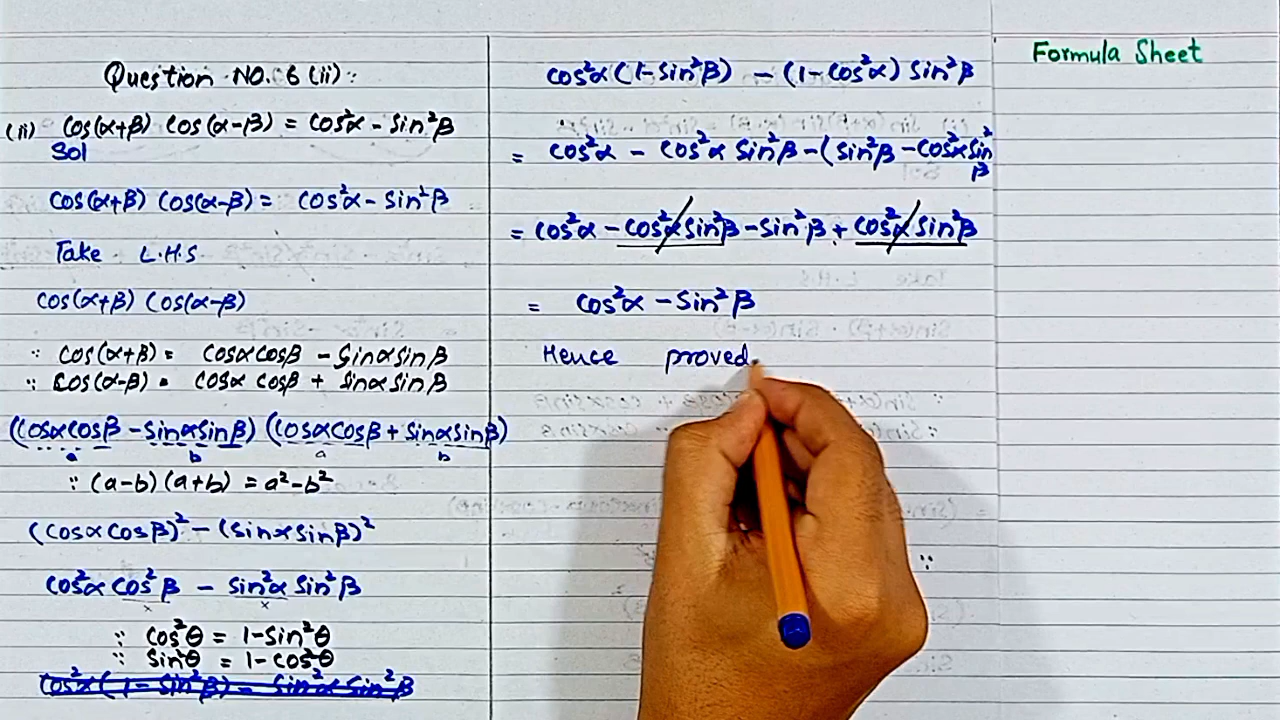 Question NO. 6 (ii):
(ii) cos(α+β) cos(α-β) = cos²α - sin²β
Sol
cos(α+β) cos(α-β) = cos²α - sin²β
Take L.H.S
cos(α+β) cos(α-β)
∵ cos(α+β) = cosα cosβ - sinα sinβ
∵ cos(α-β) = cosα cosβ + sinα sinβ
(cosα cosβ - sinα sinβ) (cosα cosβ + sinα sinβ)
a b a b
∵ (a-b) (a+b) = a²-b²
(cosα cosβ)² - (sinα sinβ)²
cos²α cos²β - sin²α sin²β
x x
∵ cos²θ = 1-sin²θ
∵ sin²θ = 1-cos²θ
cos²α (1-sin²β) - sin²α sin²β
cos²α (1-sin²β) - (1-cos²α) sin²β
= cos²α - cos²α sin²β - (sin²β - cos²α sin²
β
= cos²α - cos²α sin²β - sin²β + cos²α sin²β
= cos²α - sin²β
Hence proved
Formula Sheet